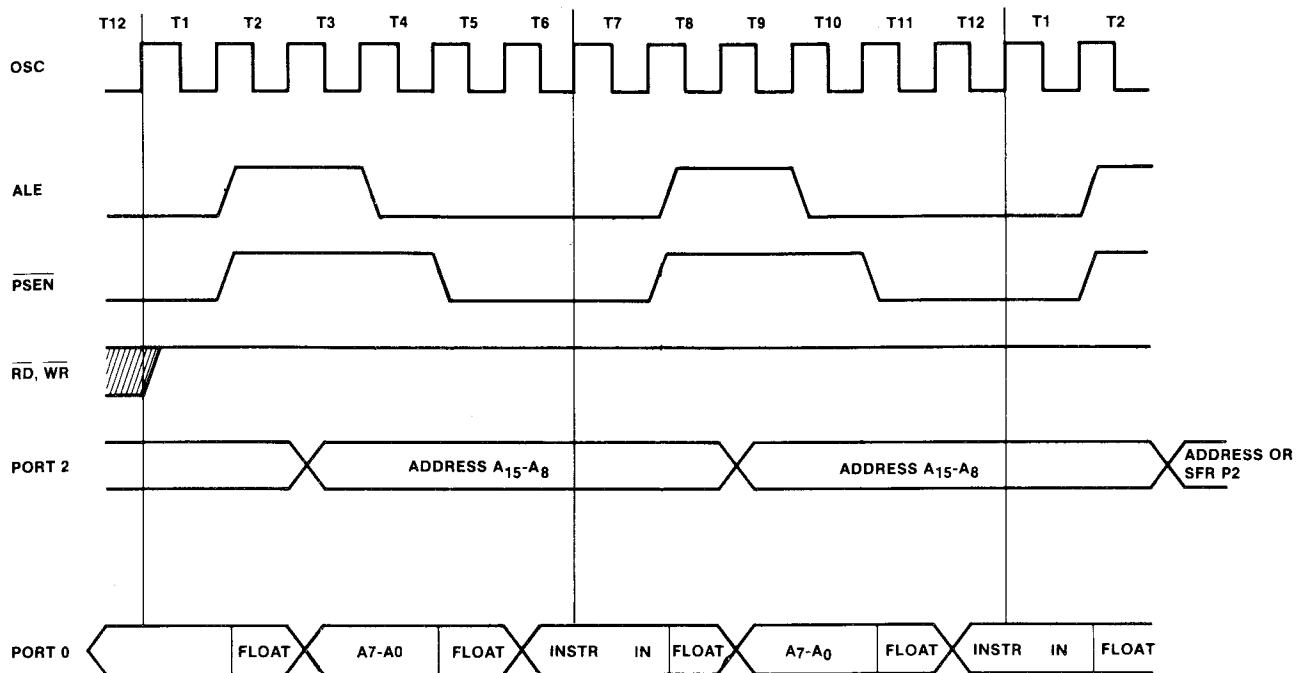 T12 T1 T2 T3 T4 T5 T6 T7 T8 T9 T10 T11 T12 T1 T2
OSC
ALE
PSEN
RD, WR
PORT 2 ADDRESS A15-A8 ADDRESS A15-A8 ADDRESS OR
SFR P2
PORT 0 FLOAT A7-A0 FLOAT INSTR IN FLOAT A7-A0 FLOAT INSTR IN FLOAT